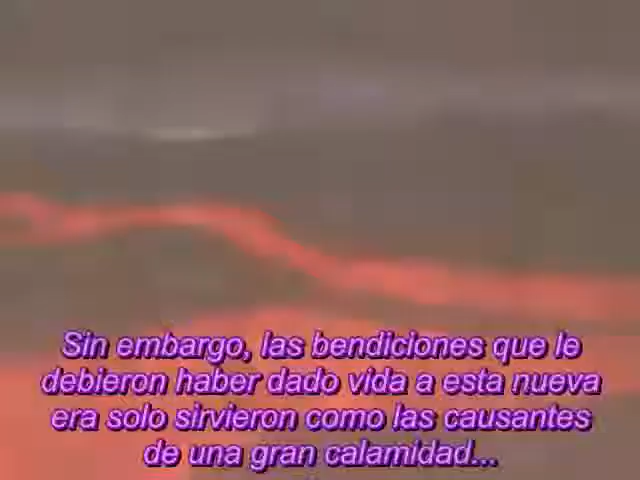 Sin embargo, las bendiciones que le
debieron haber dado vida a esta nueva
era solo sirvieron como las causantes
de una gran calamidad...